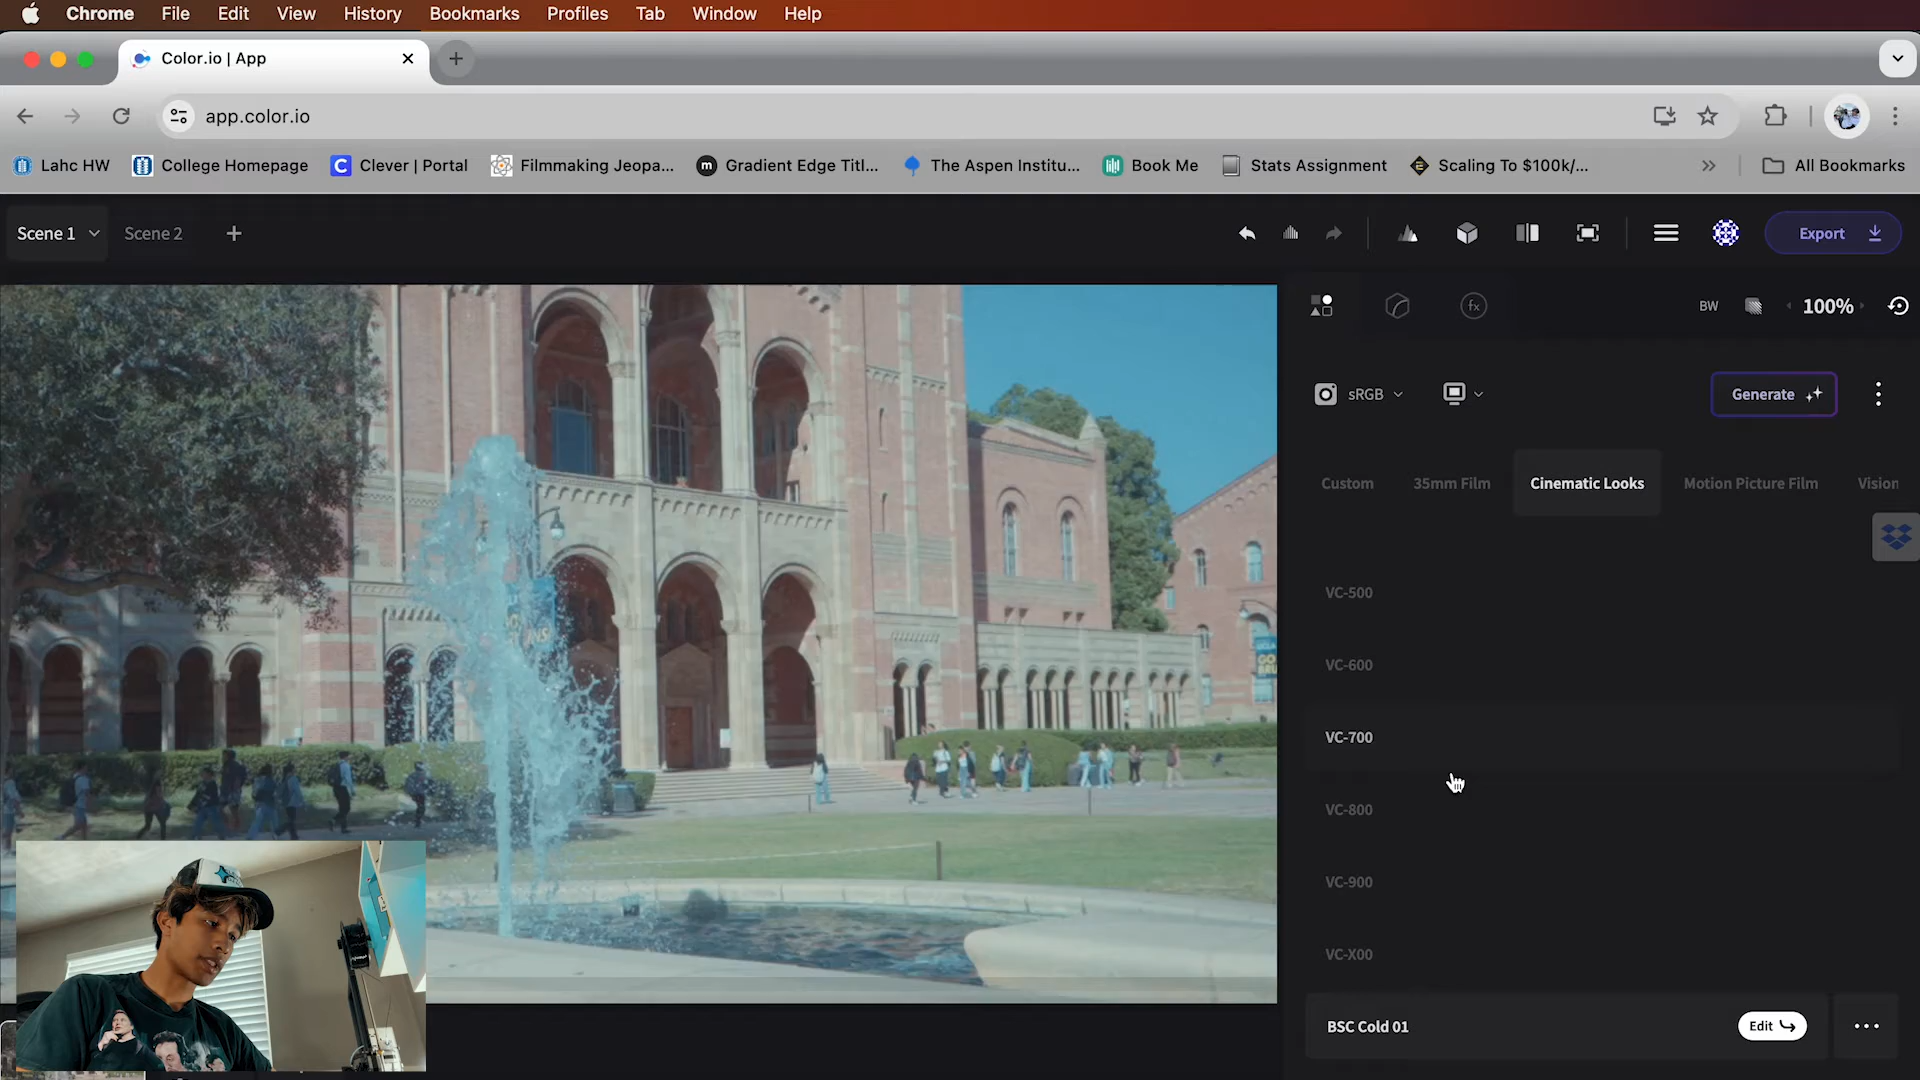 Chrome File Edit View History Bookmarks Profiles Tab Window Help
Color.io | App
app.color.io
Lahc HW College Homepage Clever | Portal Filmmaking Jeopa... Gradient Edge Titl... The Aspen Institu... Book Me Stats Assignment Scaling To $100k/... All Bookmarks
Scene 1 Scene 2 Export
fx BW 100%
sRGB Generate
Custom 35mm Film Cinematic Looks Motion Picture Film Vision
VC-500
VC-600
VC-700
VC-800
VC-900
VC-X00
BSC Cold 01 Edit
UCLA
GO